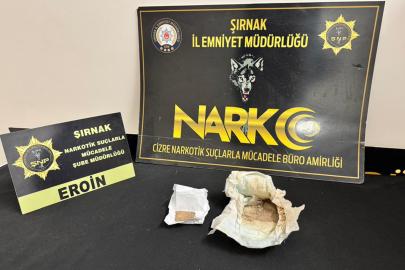 ŞIRNAK
İL EMNİYET MÜDÜRLÜĞÜ
NARKO
CİZRE NARKOTİK SUÇLARLA MÜCADELE BÜRO AMİRLİĞİ
ŞIRNAK
NARKOTİK SUÇLARLA
MÜCADELE
ŞUBE MÜDÜRLÜĞÜ
EROİN